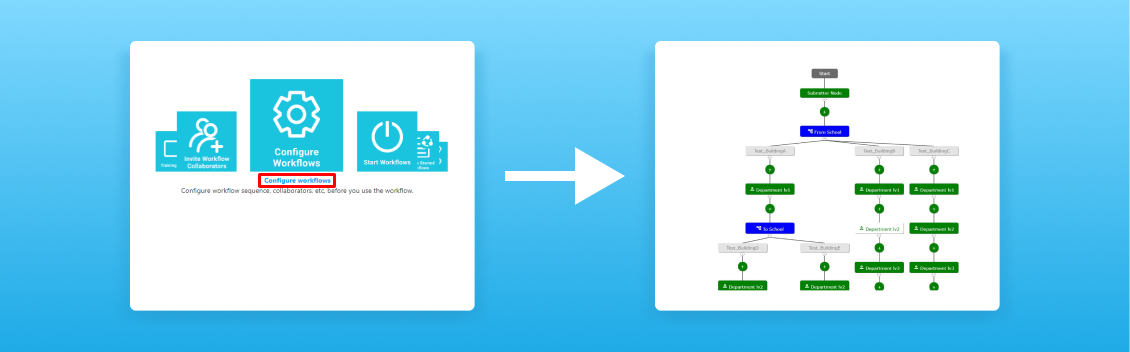 Invite Workflow
Collaborators
Configure
Workflows
Start Workflows
Configure workflows
Configure workflow sequence, collaborators, etc. before you use the workflow.
Start
Submitter Node
From School
Test_BuildingA
Test_BuildingB
Test_BuildingC
Department lv1
Department lv1
Department lv1
To School
Department lv2
Department lv2
Test_BuildingD
Test_BuildingE
Department lv3
Department lv3
Department lv2
Department lv2